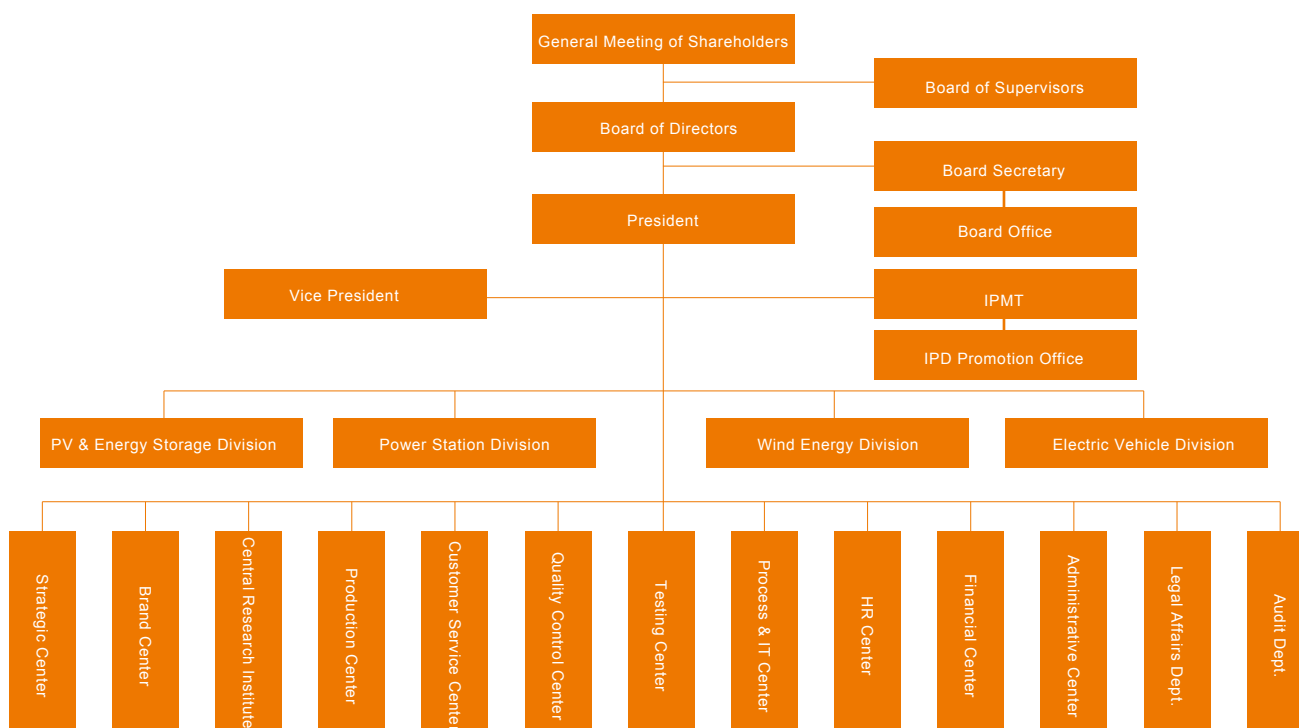 General Meeting of Shareholders
Board of Supervisors
Board of Directors
Board Secretary
President
Board Office
Vice President
IPMT
IPD Promotion Office
PV & Energy Storage Division
Power Station Division
Wind Energy Division
Electric Vehicle Division
Strategic Center
Brand Center
Central Research Institute
Production Center
Customer Service Center
Quality Control Center
Testing Center
Process & IT Center
HR Center
Financial Center
Administrative Center
Legal Affairs Dept.
Audit Dept.